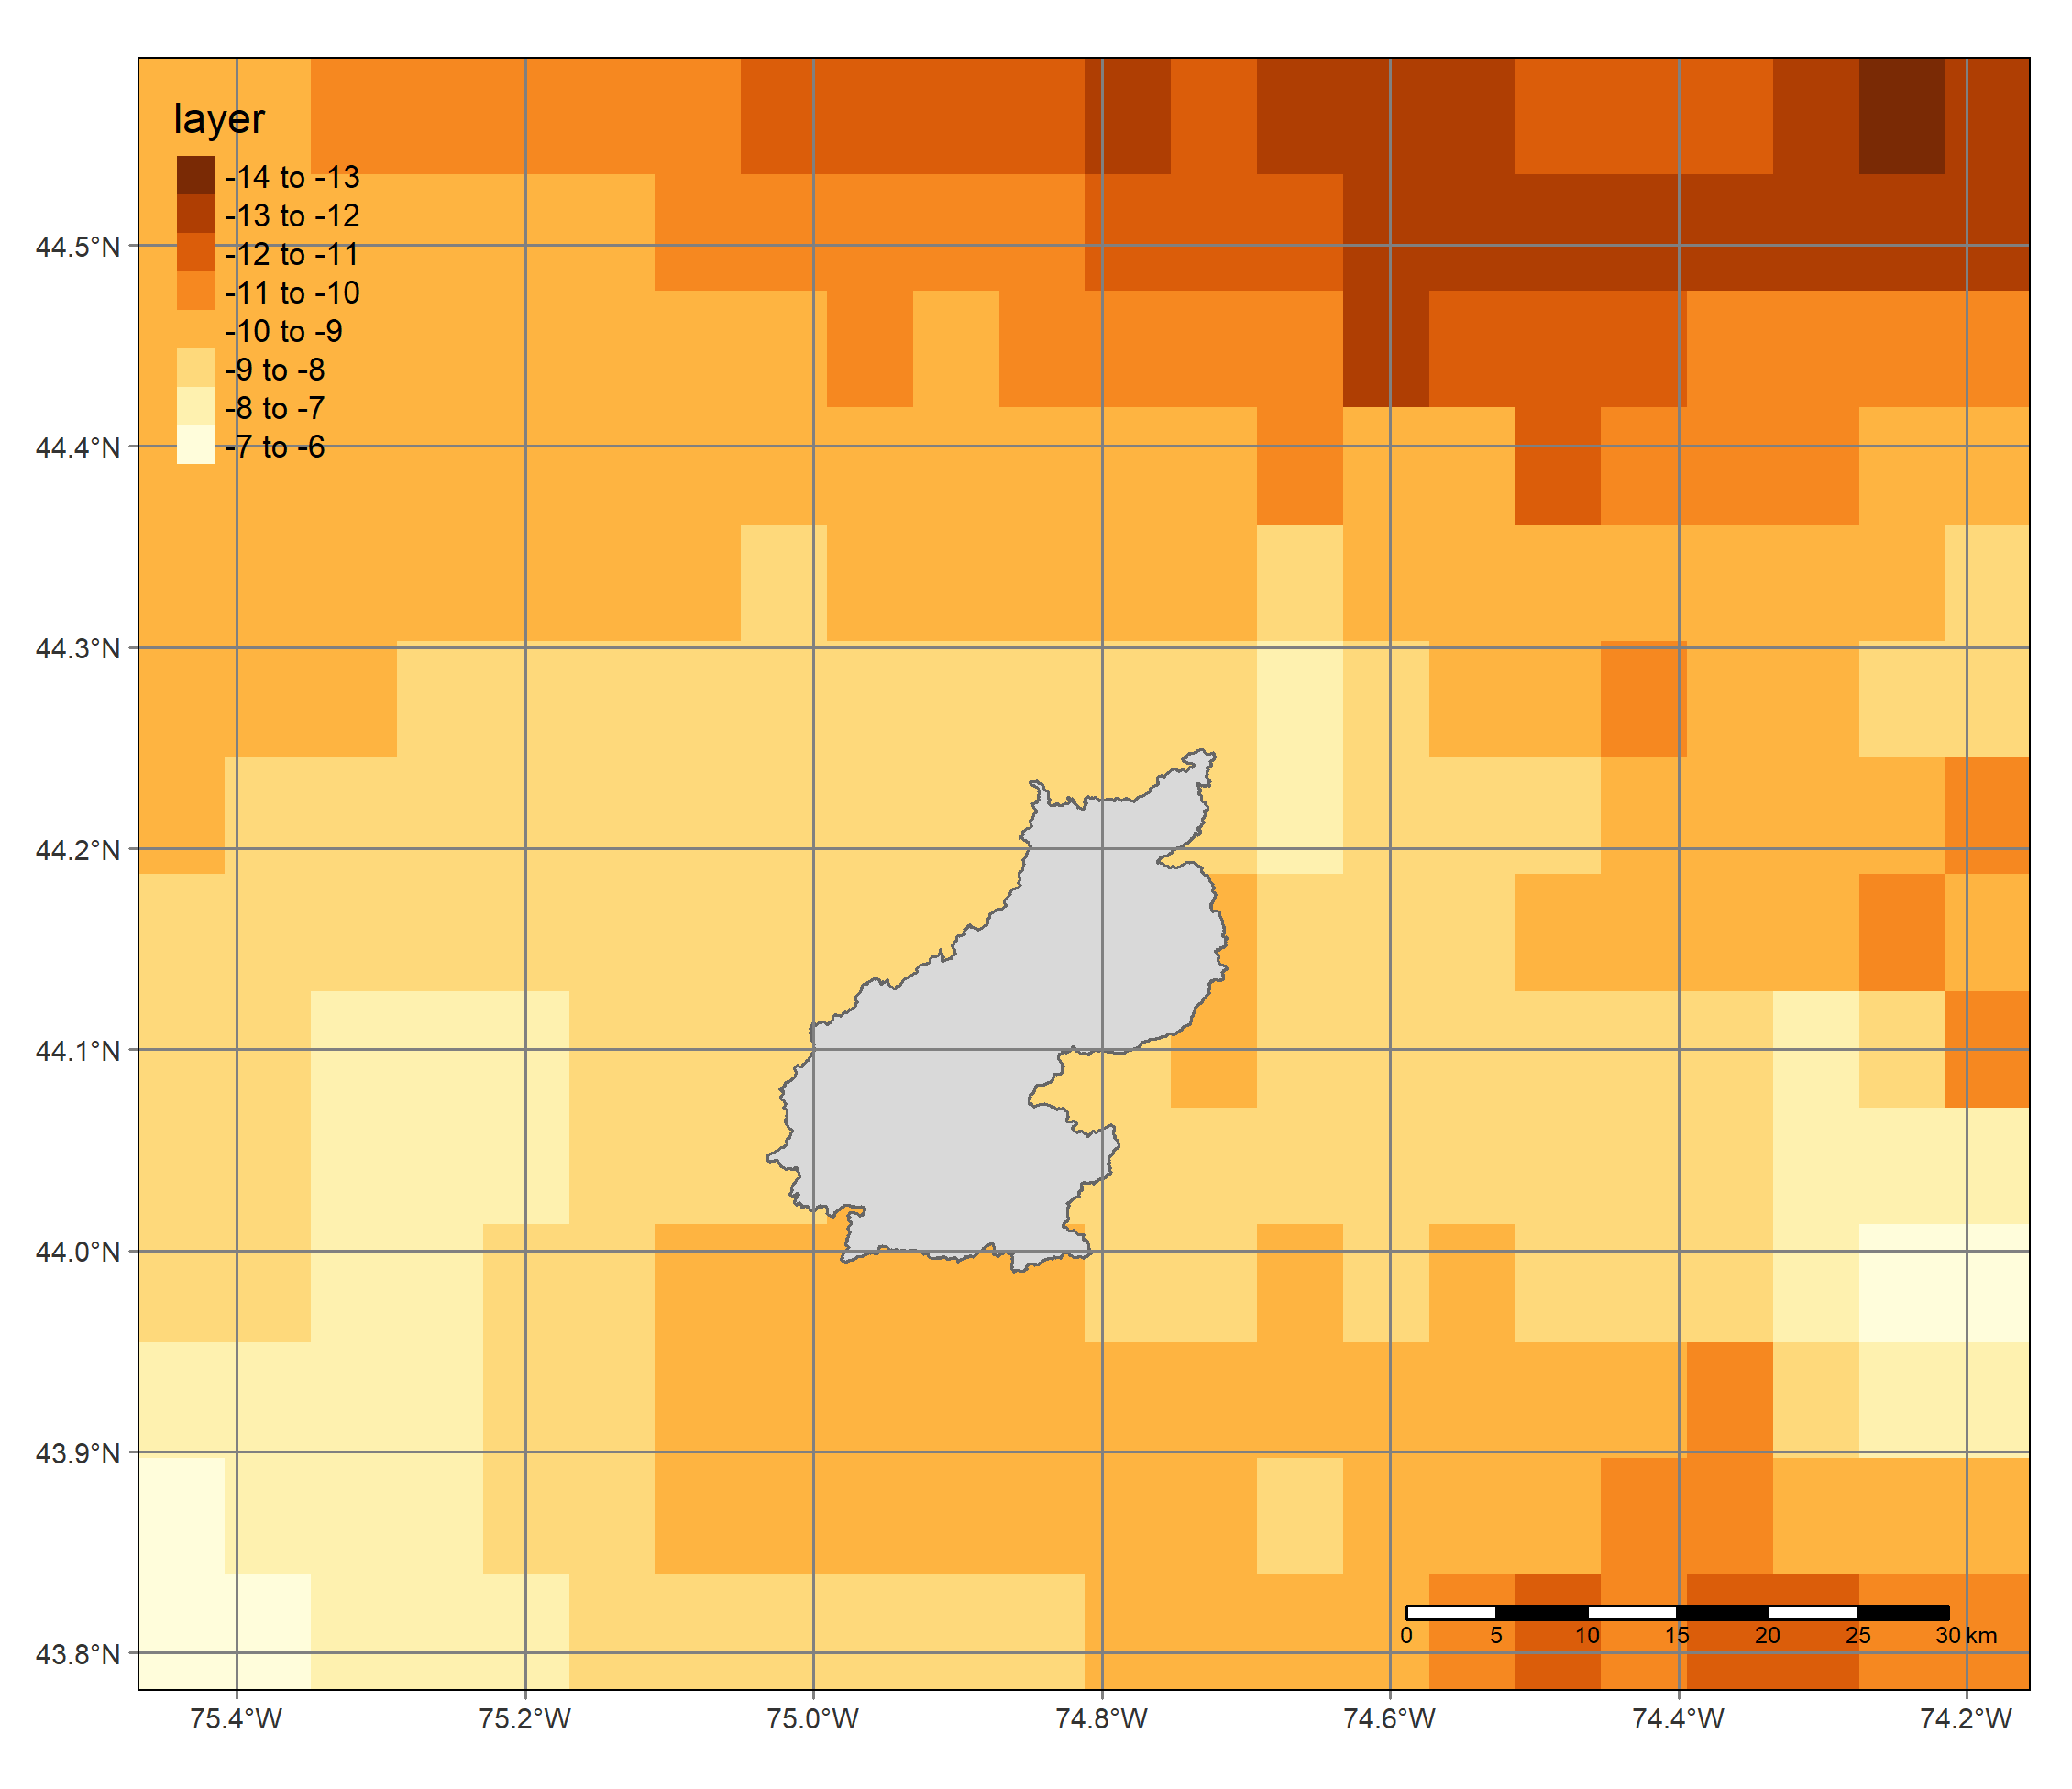 layer
-14 to -13
-13 to -12
-12 to -11
-11 to -10
-10 to -9
-9 to -8
-8 to -7
-7 to -6
44.5°N
44.4°N
44.3°N
44.2°N
44.1°N
44.0°N
43.9°N
43.8°N
0 5 10 15 20 25 30 km
75.4°W 75.2°W 75.0°W 74.8°W 74.6°W 74.4°W 74.2°W